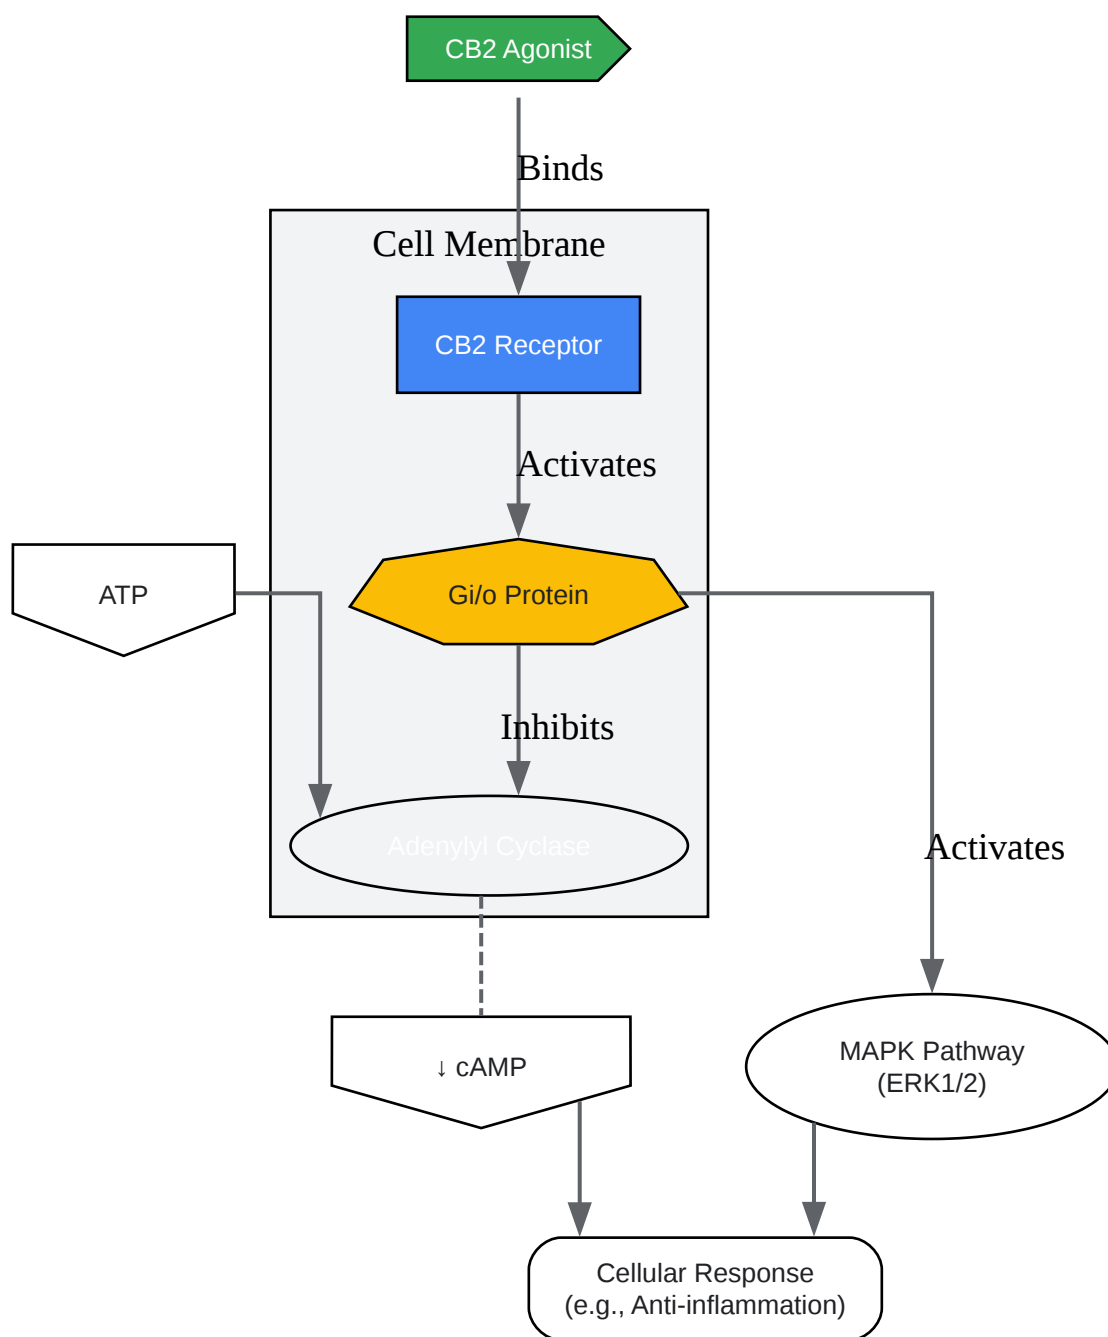 CB2 Agonist
Binds
Cell Membrane
CB2 Receptor
Activates
ATP
Gi/o Protein
Inhibits
Adenylyl Cyclase
Activates
↓ cAMP
MAPK Pathway
(ERK1/2)
Cellular Response
(e.g., Anti-inflammation)